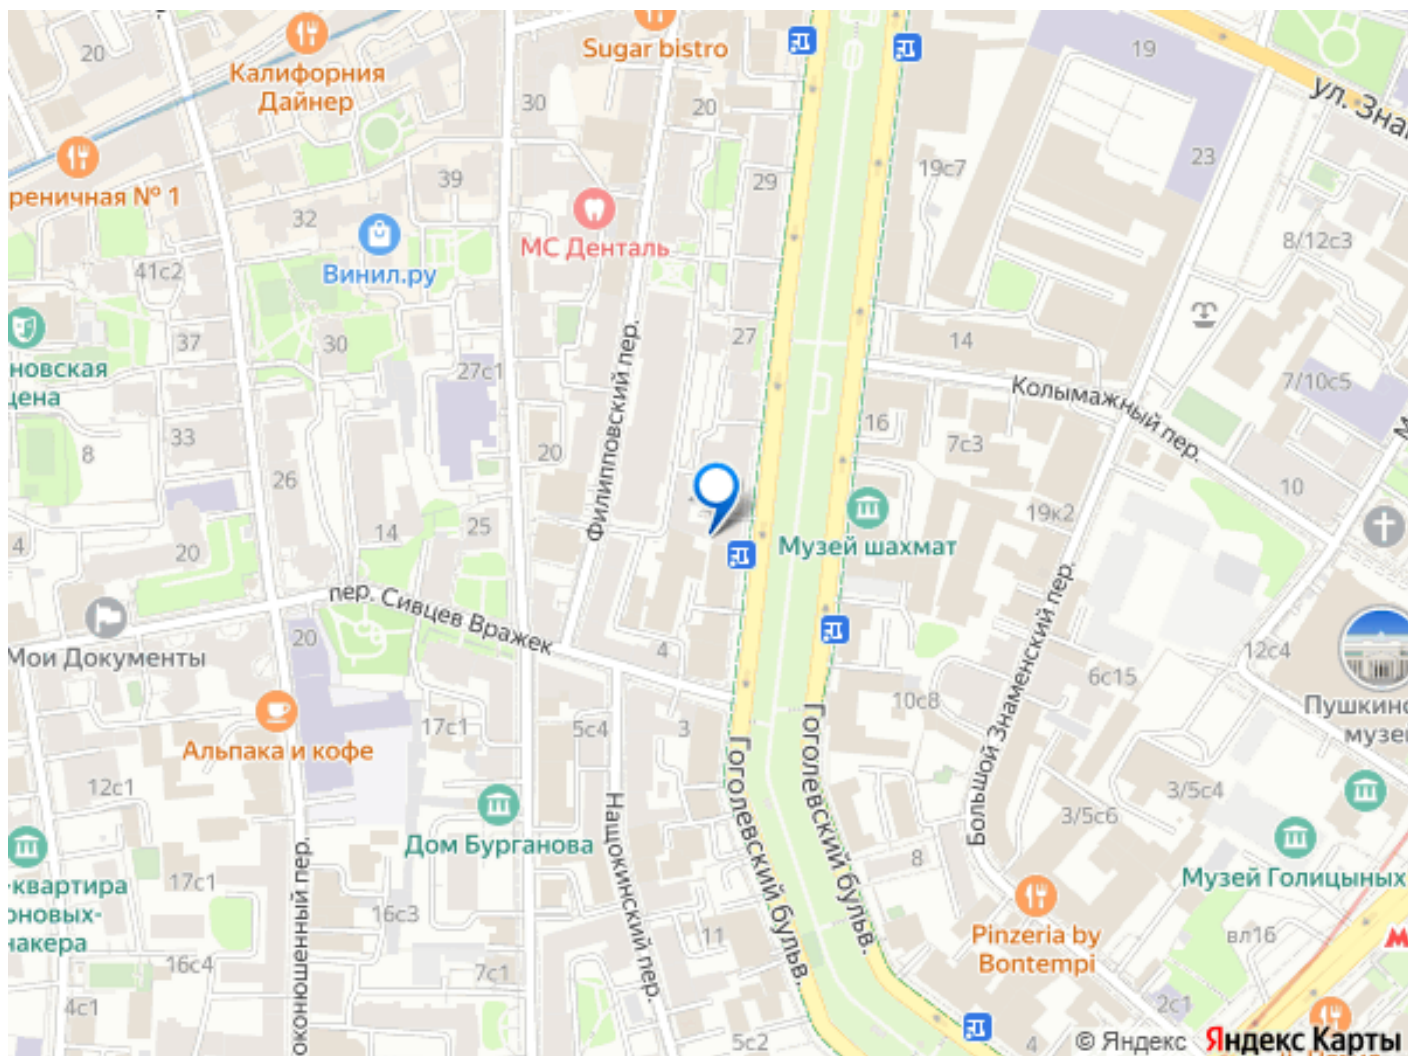 20
Калифорния
Дайнер
Sugar bistro
30
20
19
ул. Зна
23
19с7
39
29
реничная № 1
32
МС Денталь
Винил.ру
8/12с3
41с2
27
14
37
30
новская
цена
27с1
Филипповский пер.
Колымажный пер.
7/10с5
33
8
20
16
7с3
26
10
14
25
19к2
4
20
Музей шахмат
пер. Сивцев Вражек
Большой Знаменский пер.
20
Мои Документы
4
12с4
6с15
10с8
Пушкинс
музе
17с1
5с4
3
Гоголевский бульв.
Гоголевский бульв.
Альпака и кофе
12с1
Нащокинский пер.
3/5с4
3/5с6
Дом Бурганова
8
-квартира
оновых-
накера
17с1
16с3
оконюшенный пер.
Музей Голицыных
11
Pinzeria by
Bontempi
вл16
М
16с4
7с1
4с1
2с1
5с2
4
© Яндекс Яндекс Карты